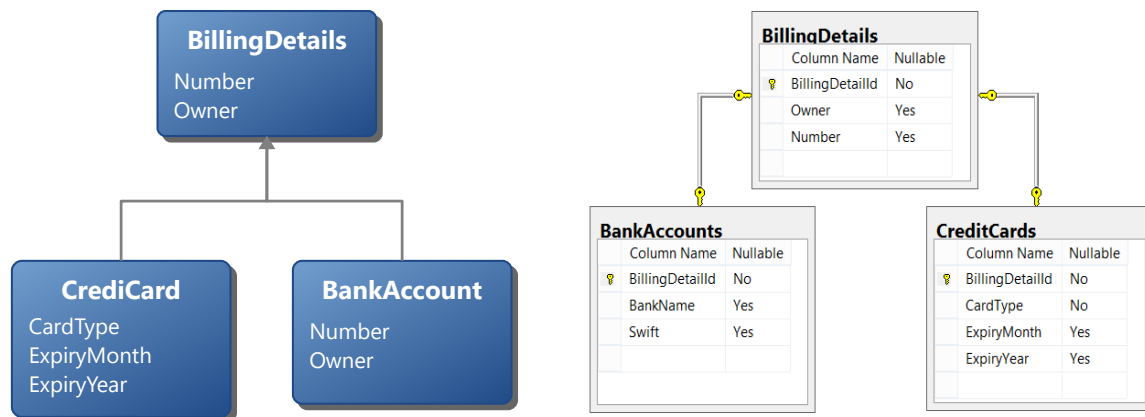 BillingDetails
Number
Owner
CrediCard
CardType
ExpiryMonth
ExpiryYear
BankAccount
Number
Owner
BillingDetails
Column Name Nullable
BillingDetailId No
Owner Yes
Number Yes
BankAccounts
Column Name Nullable
BillingDetailId No
BankName Yes
Swift Yes
CreditCards
Column Name Nullable
BillingDetailId No
CardType No
ExpiryMonth Yes
ExpiryYear Yes